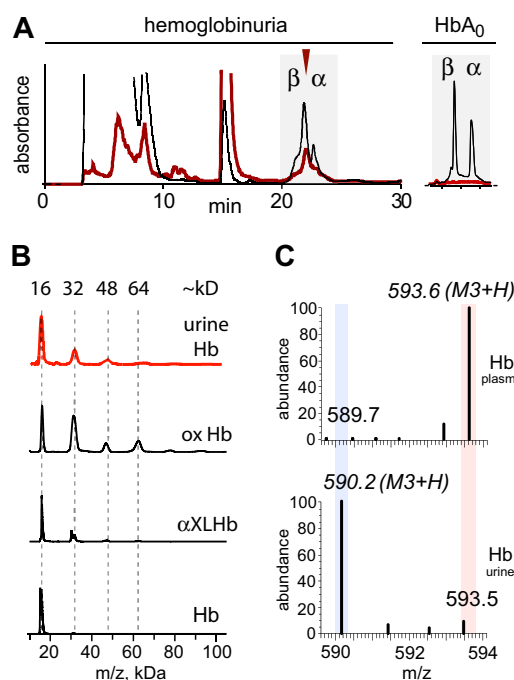 A
hemoglobinuria
HbA0
β α
β α
absorbance
0 10 20 30
min
B
16 32 48 64 ~kD
urine
Hb
ox Hb
αXLHb
Hb
20 40 60 80 100
m/z, kDa
C
593.6 (M3+H)
100
80
60
40
20
0
abundance
589.7
Hb
plasm
590.2 (M3+H)
100
80
60
40
20
0
abundance
Hb
urine
593.5
590 592 594
m/z